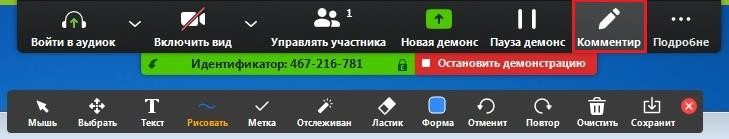 1
Войти в аудиок Включить вид Управлять участника Новая демонс Пауза демонс Комментир Подробне
Идентификатор: 467-216-781 Остановить демонстрацию
Мышь Выбрать Текст Рисовать Метка Отслеживан Ластик Форма Отменит Повтор Очистить Сохранит